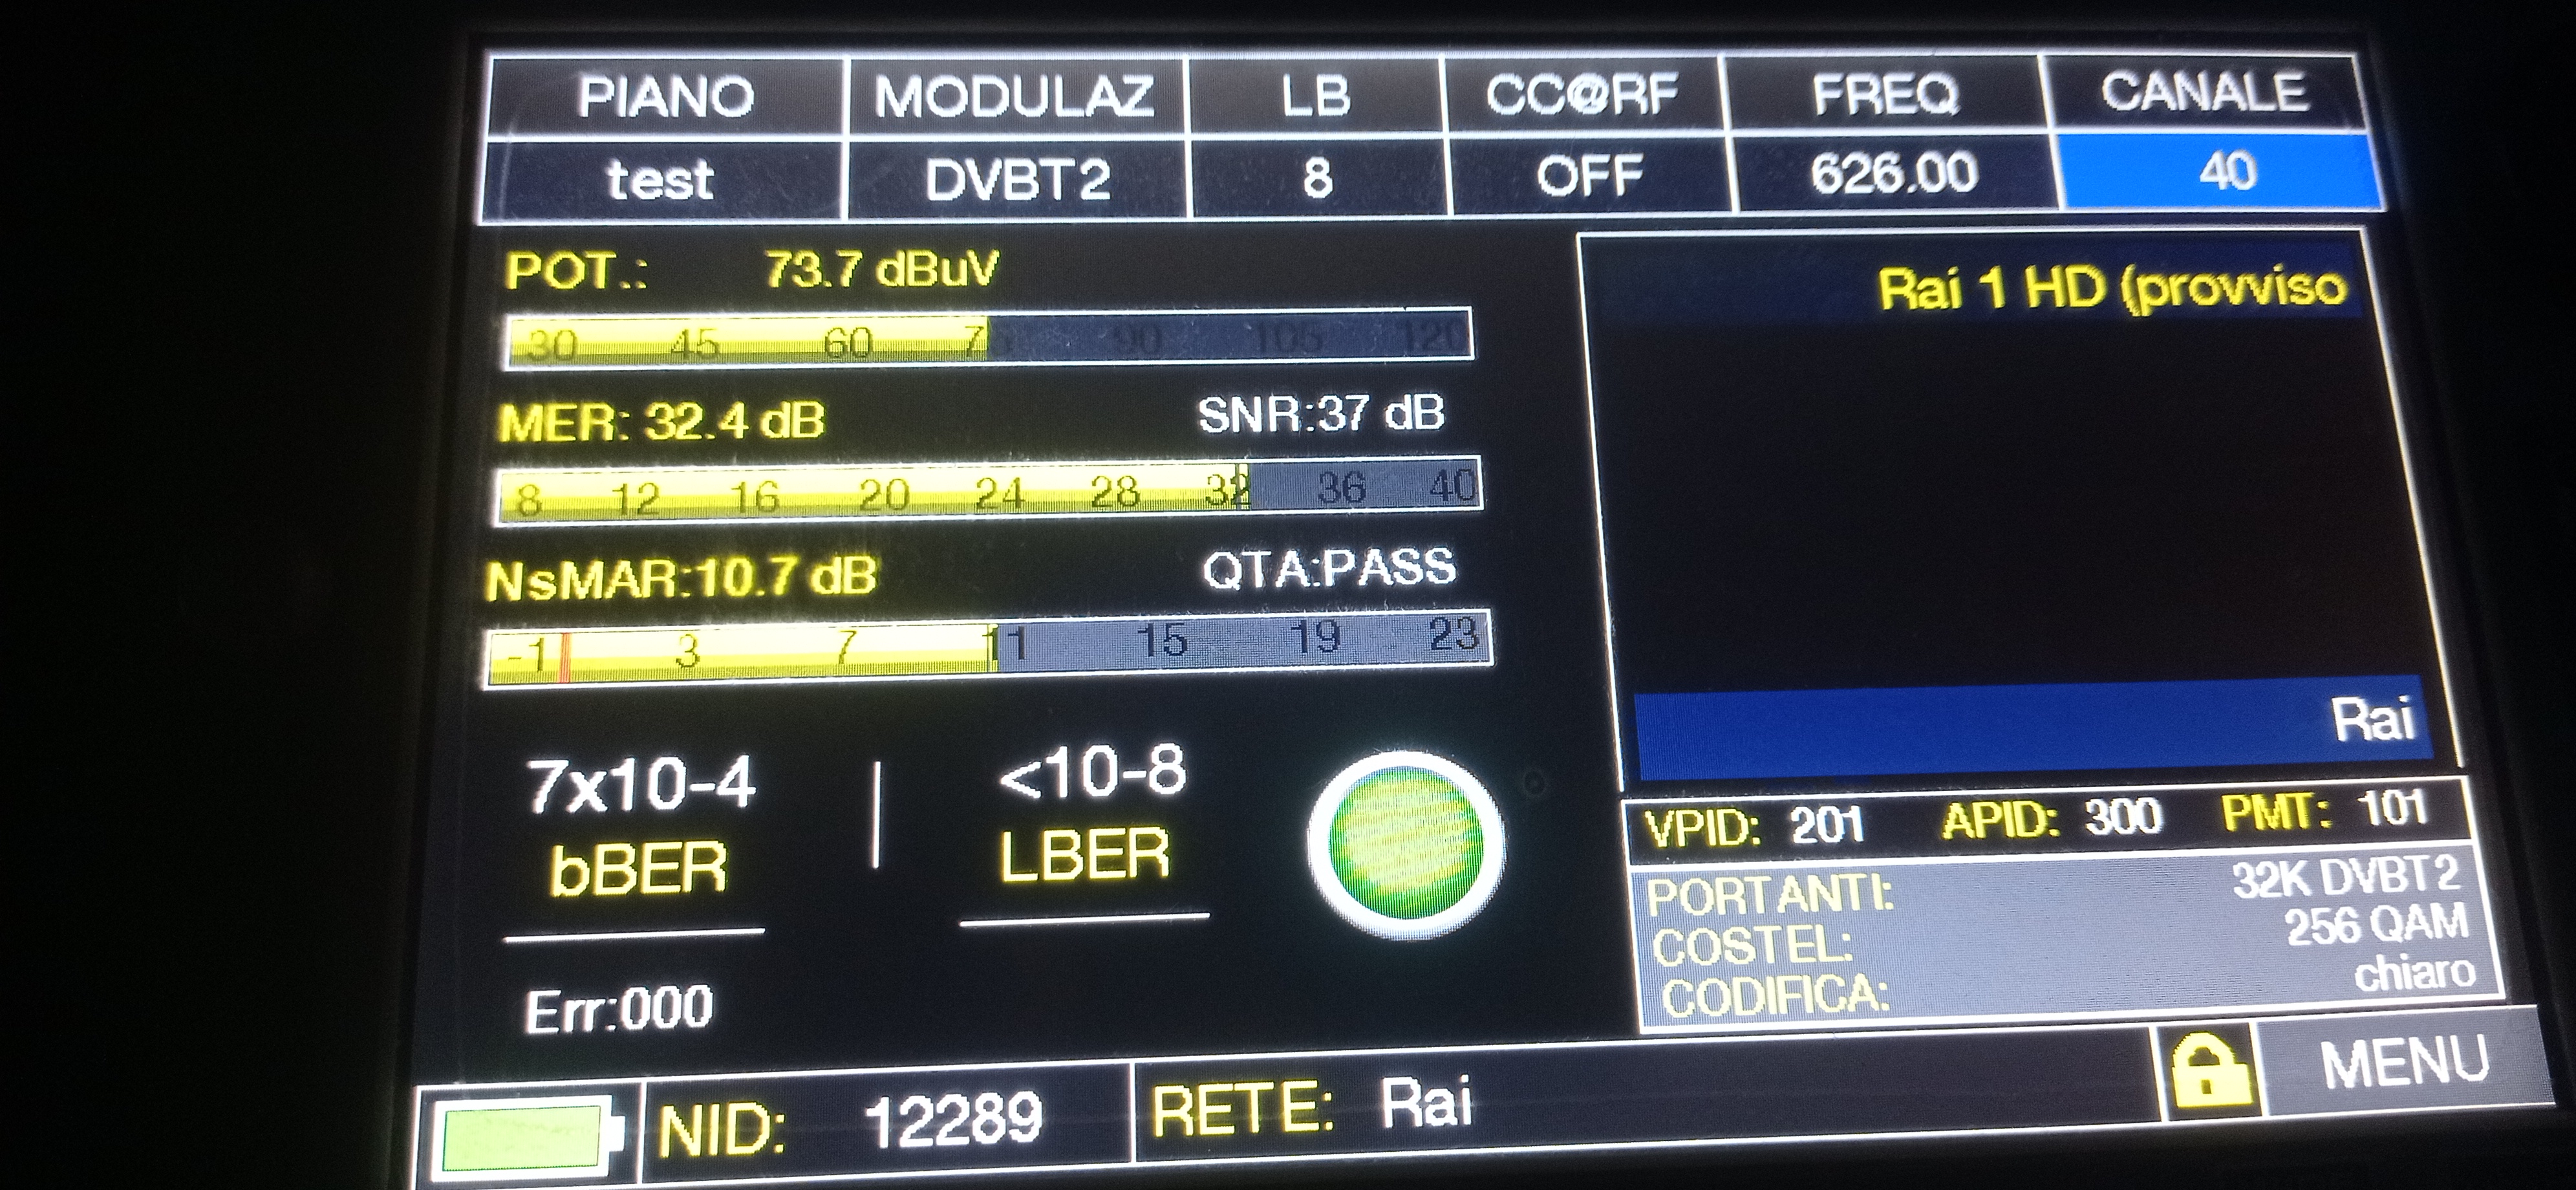 PIANO MODULAZ LB CC@RF FREQ CANALE
test DVBT2 8 OFF 626.00 40
POT.: 73.7 dBuV
30 45 60 75 90 105 120
MER: 32.4 dB SNR:37 dB
8 12 16 20 24 28 32 36 40
NsMAR:10.7 dB QTA:PASS
-1 3 7 11 15 19 23
7x10-4 <10-8
bBER LBER
Err:000
Rai 1 HD (provviso
Rai
VPID: 201 APID: 300 PMT: 101
PORTANTI: 32K DVBT2
COSTEL: 256 QAM
CODIFICA: chiaro
NID: 12289 RETE: Rai MENU